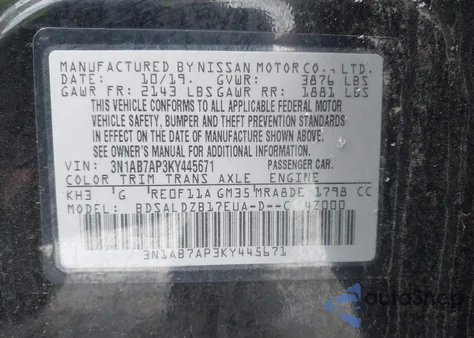 MANUFACTURED BY NISSAN MOTOR CO., LTD.
DATE: 10/19. GVWR: 3876 LBS
GAWR FR: 2143 LBS GAWR RR: 1881 LBS
THIS VEHICLE CONFORMS TO ALL APPLICABLE FEDERAL MOTOR
VEHICLE SAFETY, BUMPER AND THEFT PREVENTION STANDARDS
IN EFFECT ON THE DATE OF MANUFACTURE SHOWN ABOVE.
SEE OWNER'S MANUAL FOR ADDITIONAL INFORMATION.
VIN: 3N1AB7AP3KY445671 PASSENGER CAR.
COLOR TRIM TRANS AXLE ENGINE
KH3 G RE0F11A GM35 MRA8DE 1798 CC
MODEL: BDSALDZB17EUA-D--C 4Z000
3N1AB7AP3KY445671
AutoShop